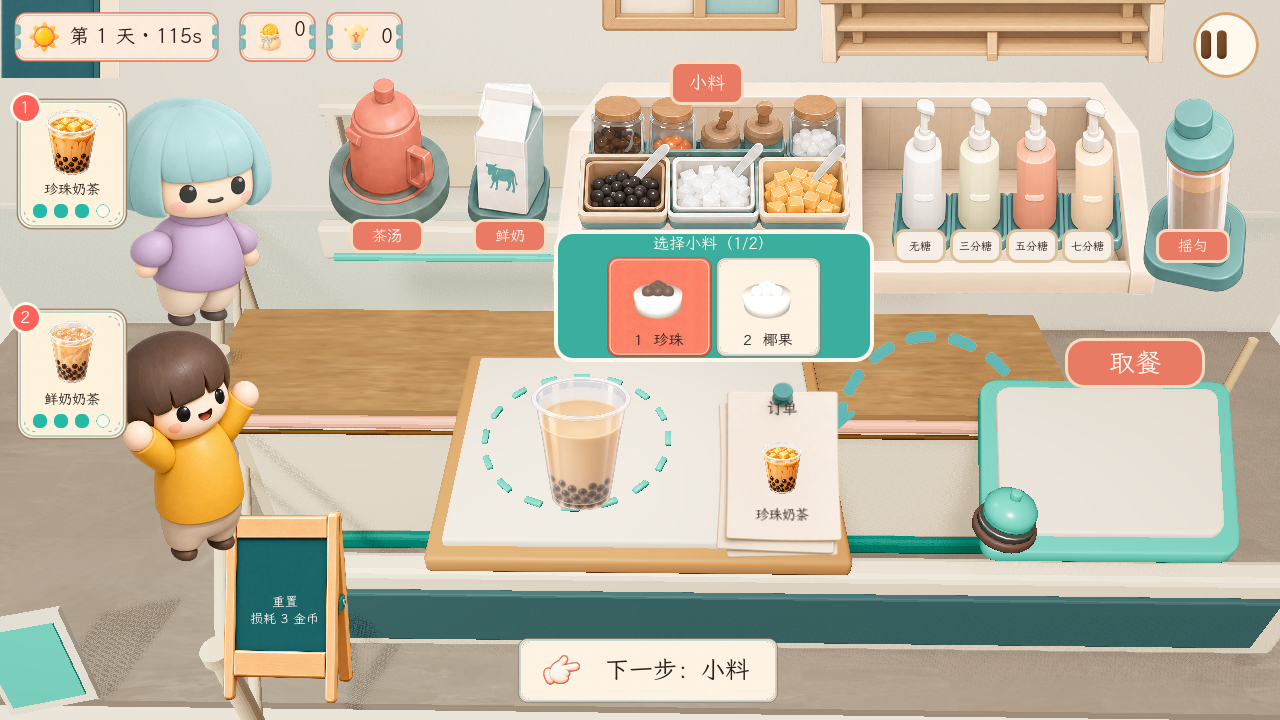 第 1 天·115s
0
0
小料
1
珍珠奶茶
茶汤
鲜奶
选择小料（1/2）
1 珍珠
2 椰果
无糖
三分糖
五分糖
七分糖
摇匀
2
鲜奶奶茶
取餐
订单
珍珠奶茶
重置
损耗 3 金币
下一步：小料